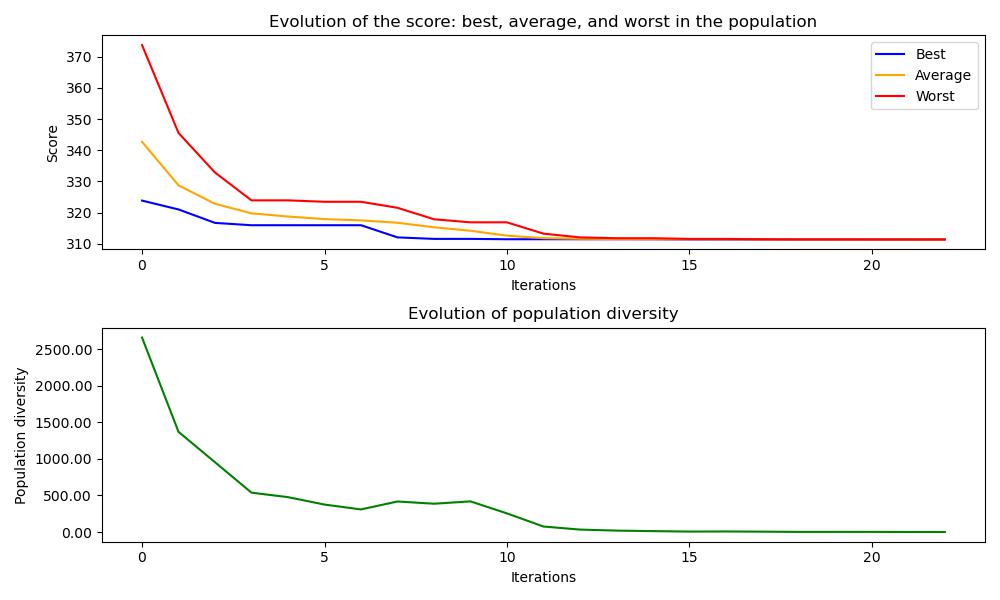 Evolution of the score: best, average, and worst in the population
370
360
350
340
330
320
310
Score
Best
Average
Worst
0
5
10
15
20
Iterations
Evolution of population diversity
2500.00
2000.00
1500.00
1000.00
500.00
0.00
Population diversity
0
5
10
15
20
Iterations